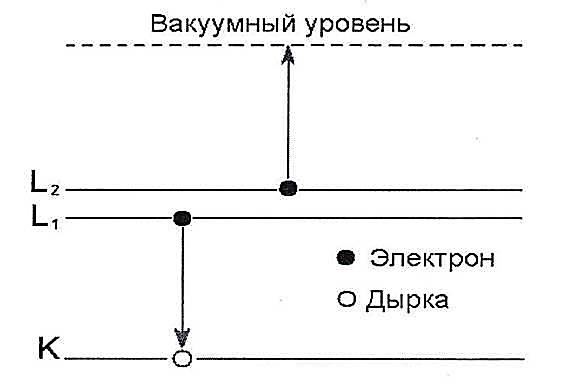 Вакуумный уровень
L₂
L₁
Электрон
Дырка
K